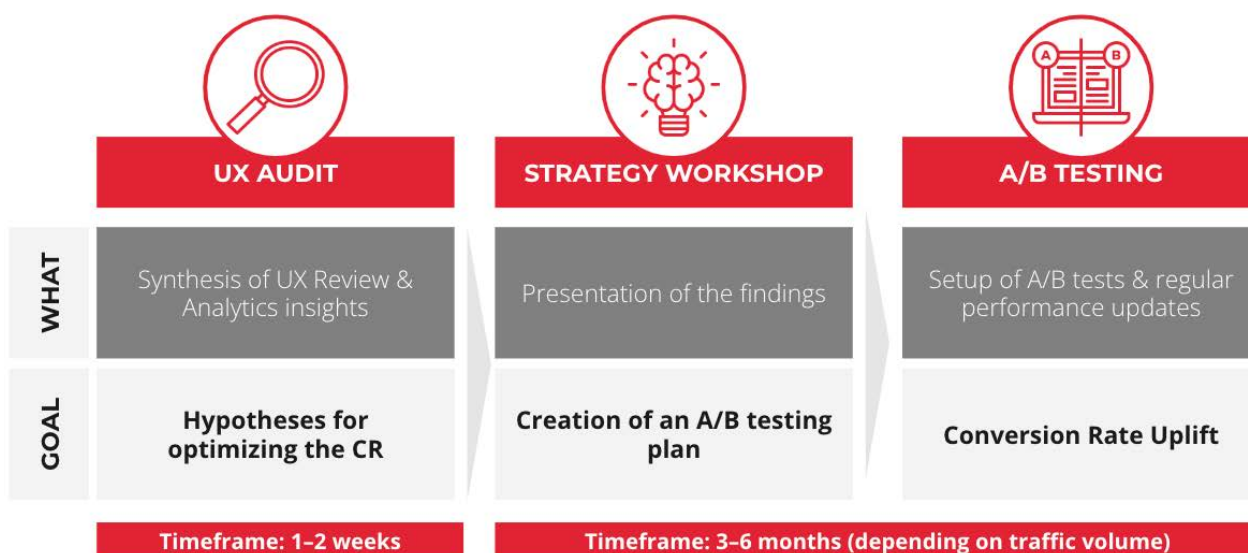 A
B
UX AUDIT
STRATEGY WORKSHOP
A/B TESTING
WHAT
Synthesis of UX Review &
Analytics insights
Presentation of the findings
Setup of A/B tests & regular
performance updates
GOAL
Hypotheses for
optimizing the CR
Creation of an A/B testing
plan
Conversion Rate Uplift
Timeframe: 1–2 weeks
Timeframe: 3–6 months (depending on traffic volume)